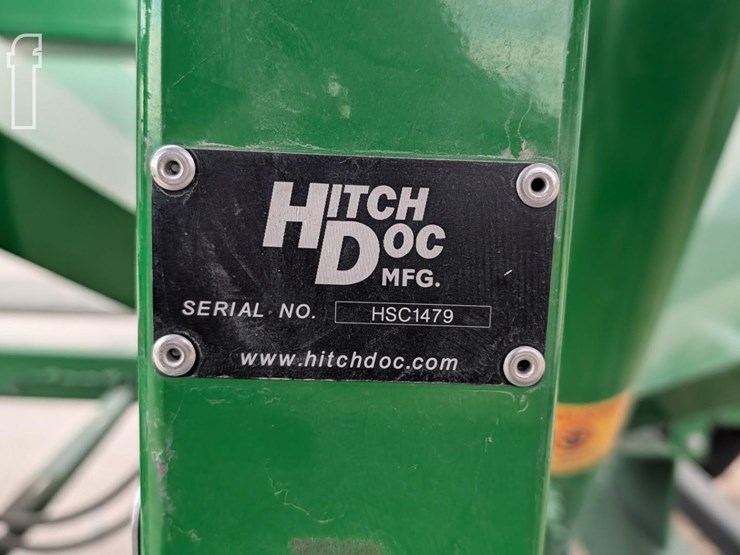 f
HITCH
DOC
MFG.
SERIAL NO. HSC1479
www.hitchdoc.com